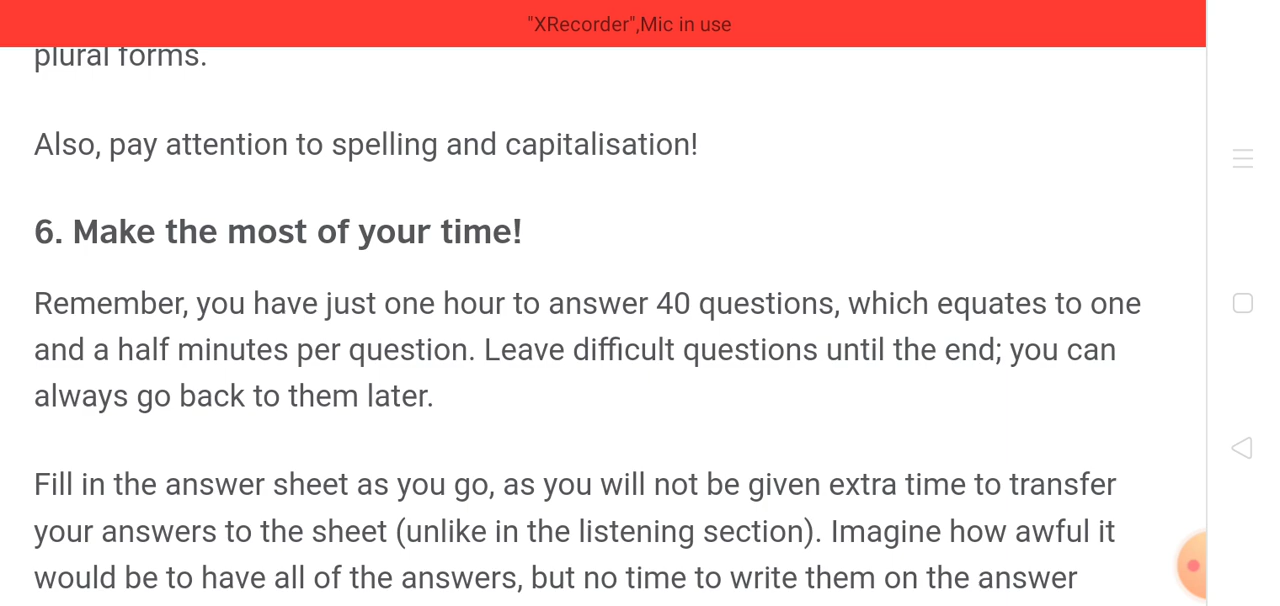 "XRecorder",Mic in use
plural forms.
Also, pay attention to spelling and capitalisation!
6. Make the most of your time!
Remember, you have just one hour to answer 40 questions, which equates to one
and a half minutes per question. Leave difficult questions until the end; you can
always go back to them later.
Fill in the answer sheet as you go, as you will not be given extra time to transfer
your answers to the sheet (unlike in the listening section). Imagine how awful it
would be to have all of the answers, but no time to write them on the answer